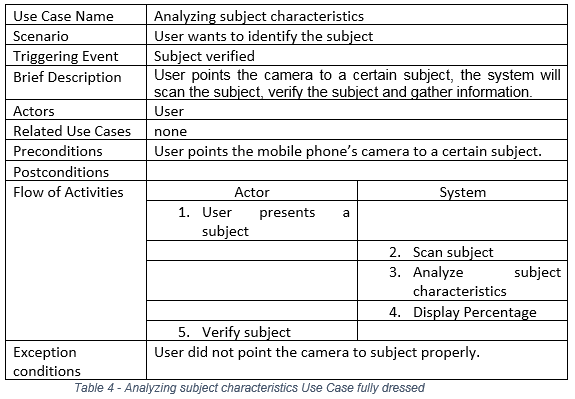 Use Case Name Analyzing subject characteristics
Scenario User wants to identify the subject
Triggering Event Subject verified
Brief Description User points the camera to a certain subject, the system will
scan the subject, verify the subject and gather information.
Actors User
Related Use Cases none
Preconditions User points the mobile phone’s camera to a certain subject.
Postconditions
Flow of Activities Actor System
1. User presents a
subject
2. Scan subject
3. Analyze subject
characteristics
4. Display Percentage
5. Verify subject
Exception User did not point the camera to subject properly.
conditions
Table 4 - Analyzing subject characteristics Use Case fully dressed